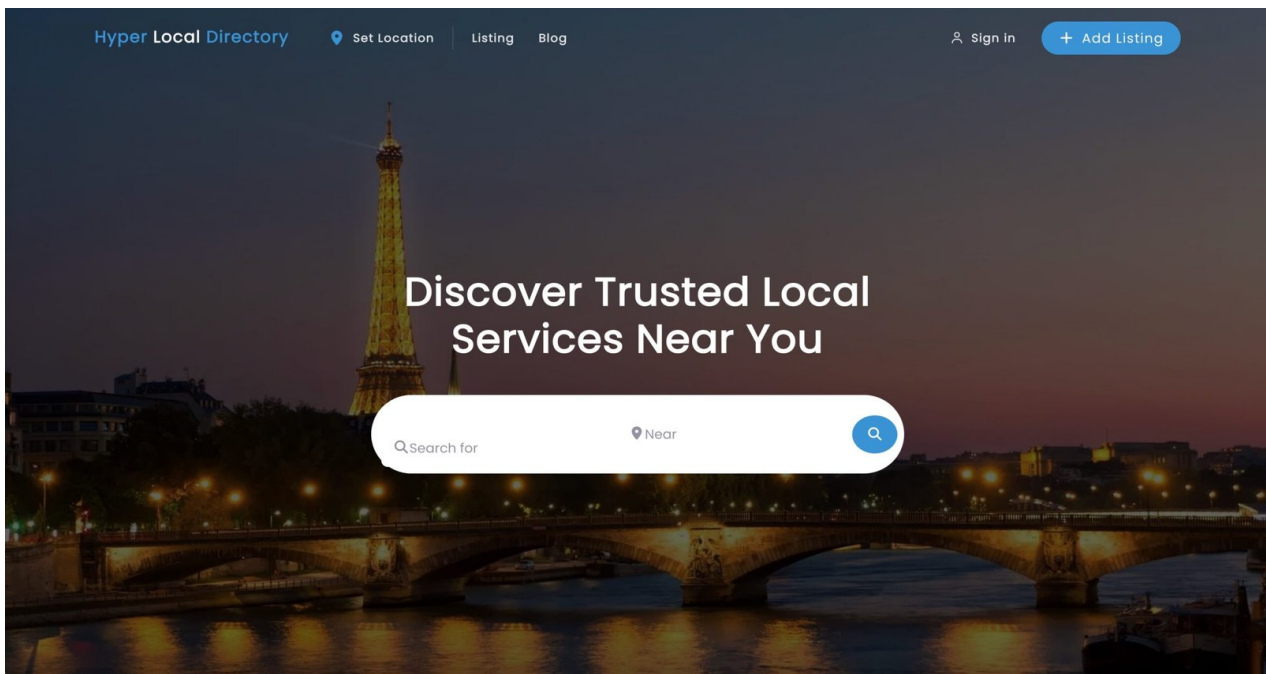 Hyper Local Directory Set Location Listing Blog Sign in + Add Listing
Discover Trusted Local
Services Near You
Near
Search for